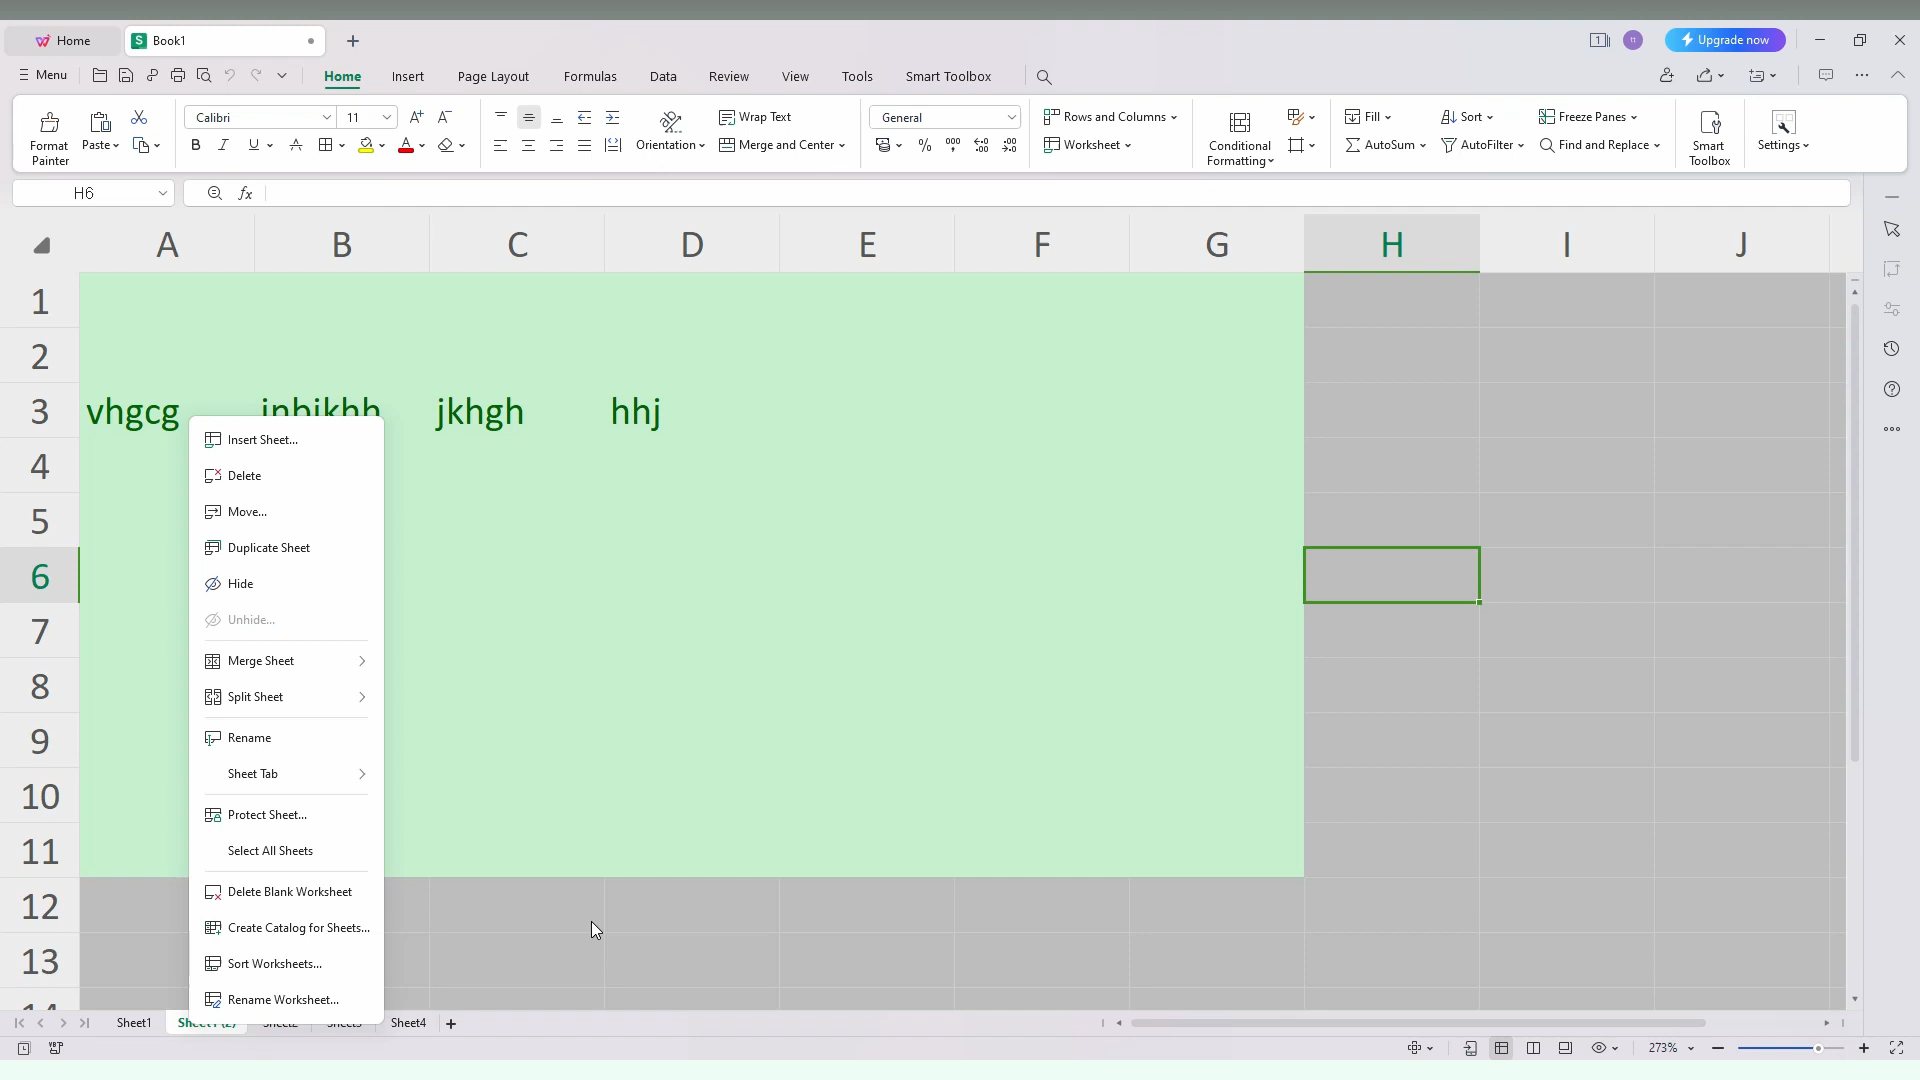 Home
Book1
Upgrade now
Menu
Home Insert Page Layout Formulas Data Review View Tools Smart Toolbox
Format Painter
Paste
Calibri 11
B I U A
Orientation
Wrap Text
Merge and Center
General
Rows and Columns
Worksheet
Conditional Formatting
Fill
AutoSum
Sort
AutoFilter
Freeze Panes
Find and Replace
Smart Toolbox
Settings
H6
fx
A B C D E F G H I J
1
2
3 vhgcg jkhgh hhj
4
5
6
7
8
9
10
11
12
13
14
Insert Sheet...
Delete
Move...
Duplicate Sheet
Hide
Unhide...
Merge Sheet
Split Sheet
Rename
Sheet Tab
Protect Sheet...
Select All Sheets
Delete Blank Worksheet
Create Catalog for Sheets...
Sort Worksheets...
Rename Worksheet...
Sheet1 Sheet1 (2) Sheet2 Sheet3 Sheet4
273%